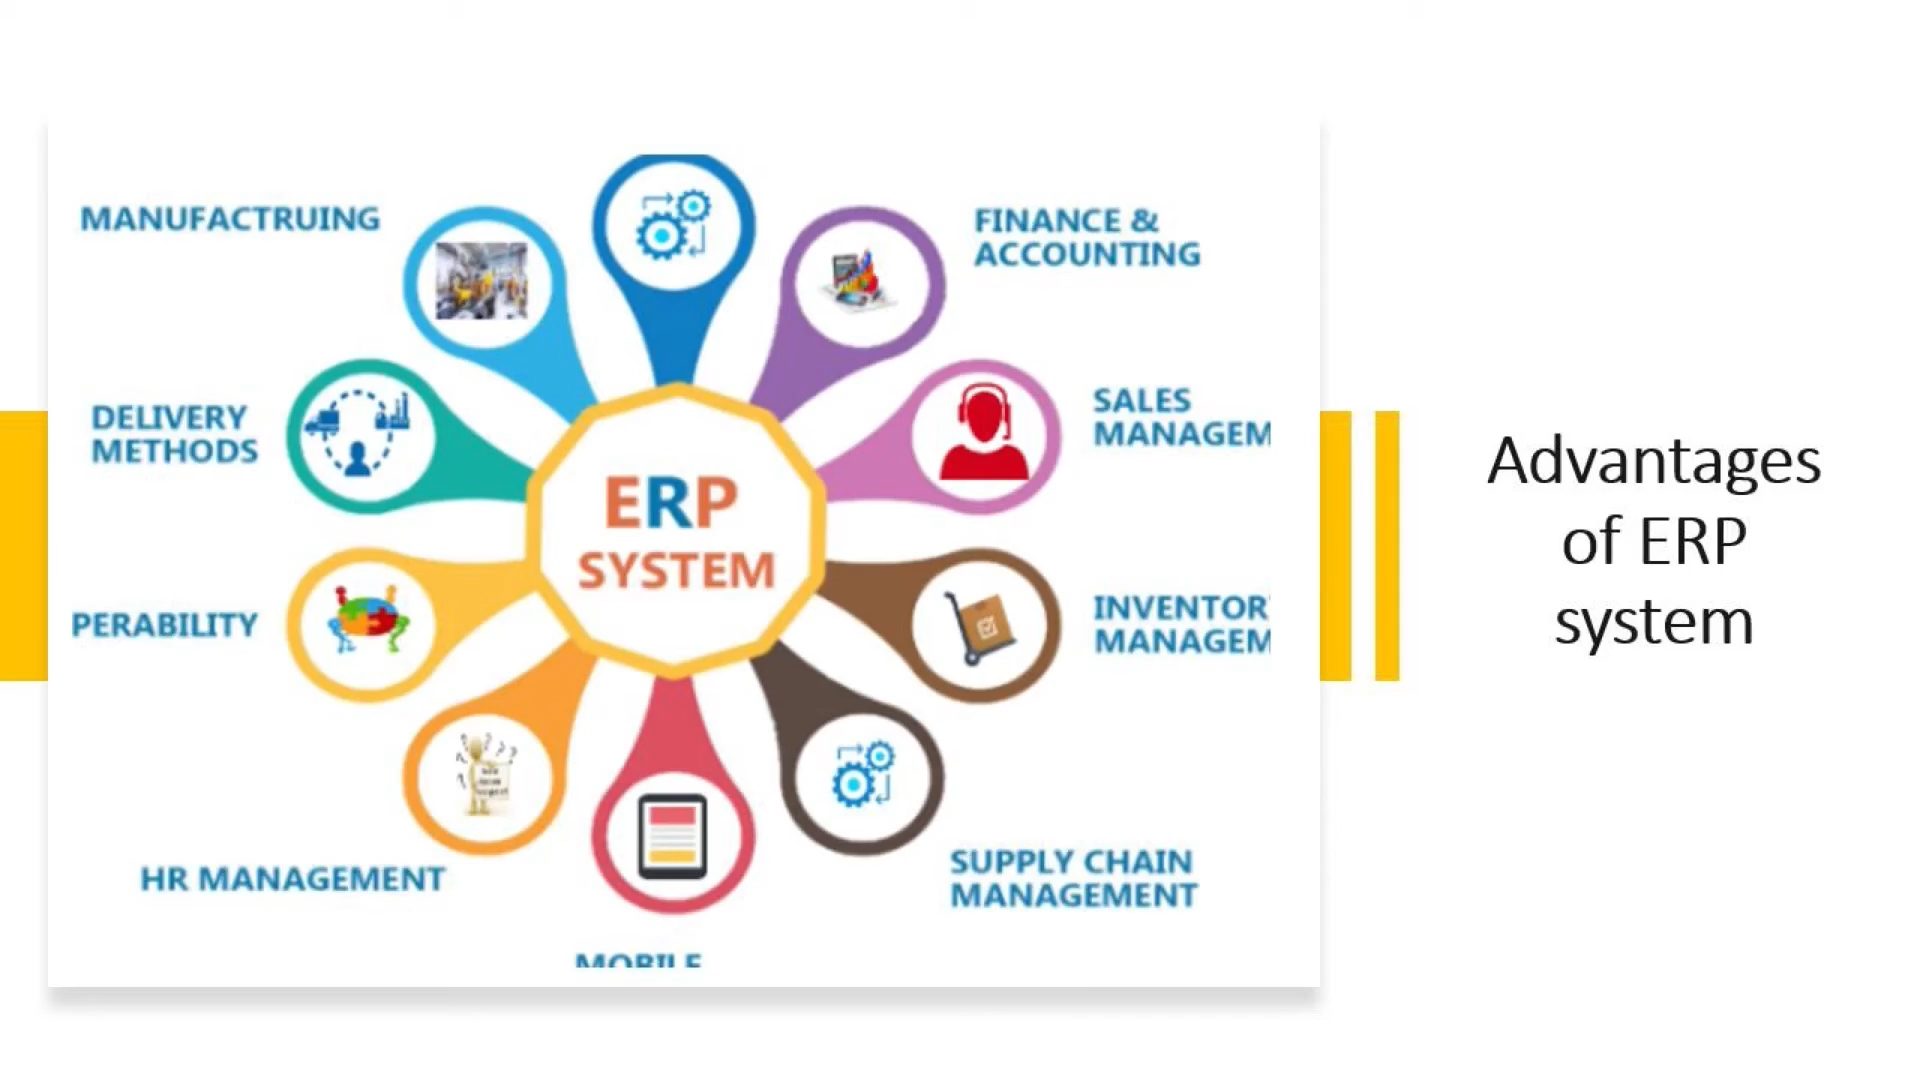 MANUFACTRUING
FINANCE &
ACCOUNTING
DELIVERY
METHODS
SALES
MANAGEM
ERP
SYSTEM
PERABILITY
INVENTOR
MANAGEM
HR MANAGEMENT
SUPPLY CHAIN
MANAGEMENT
MOBILE
Advantages
of ERP
system